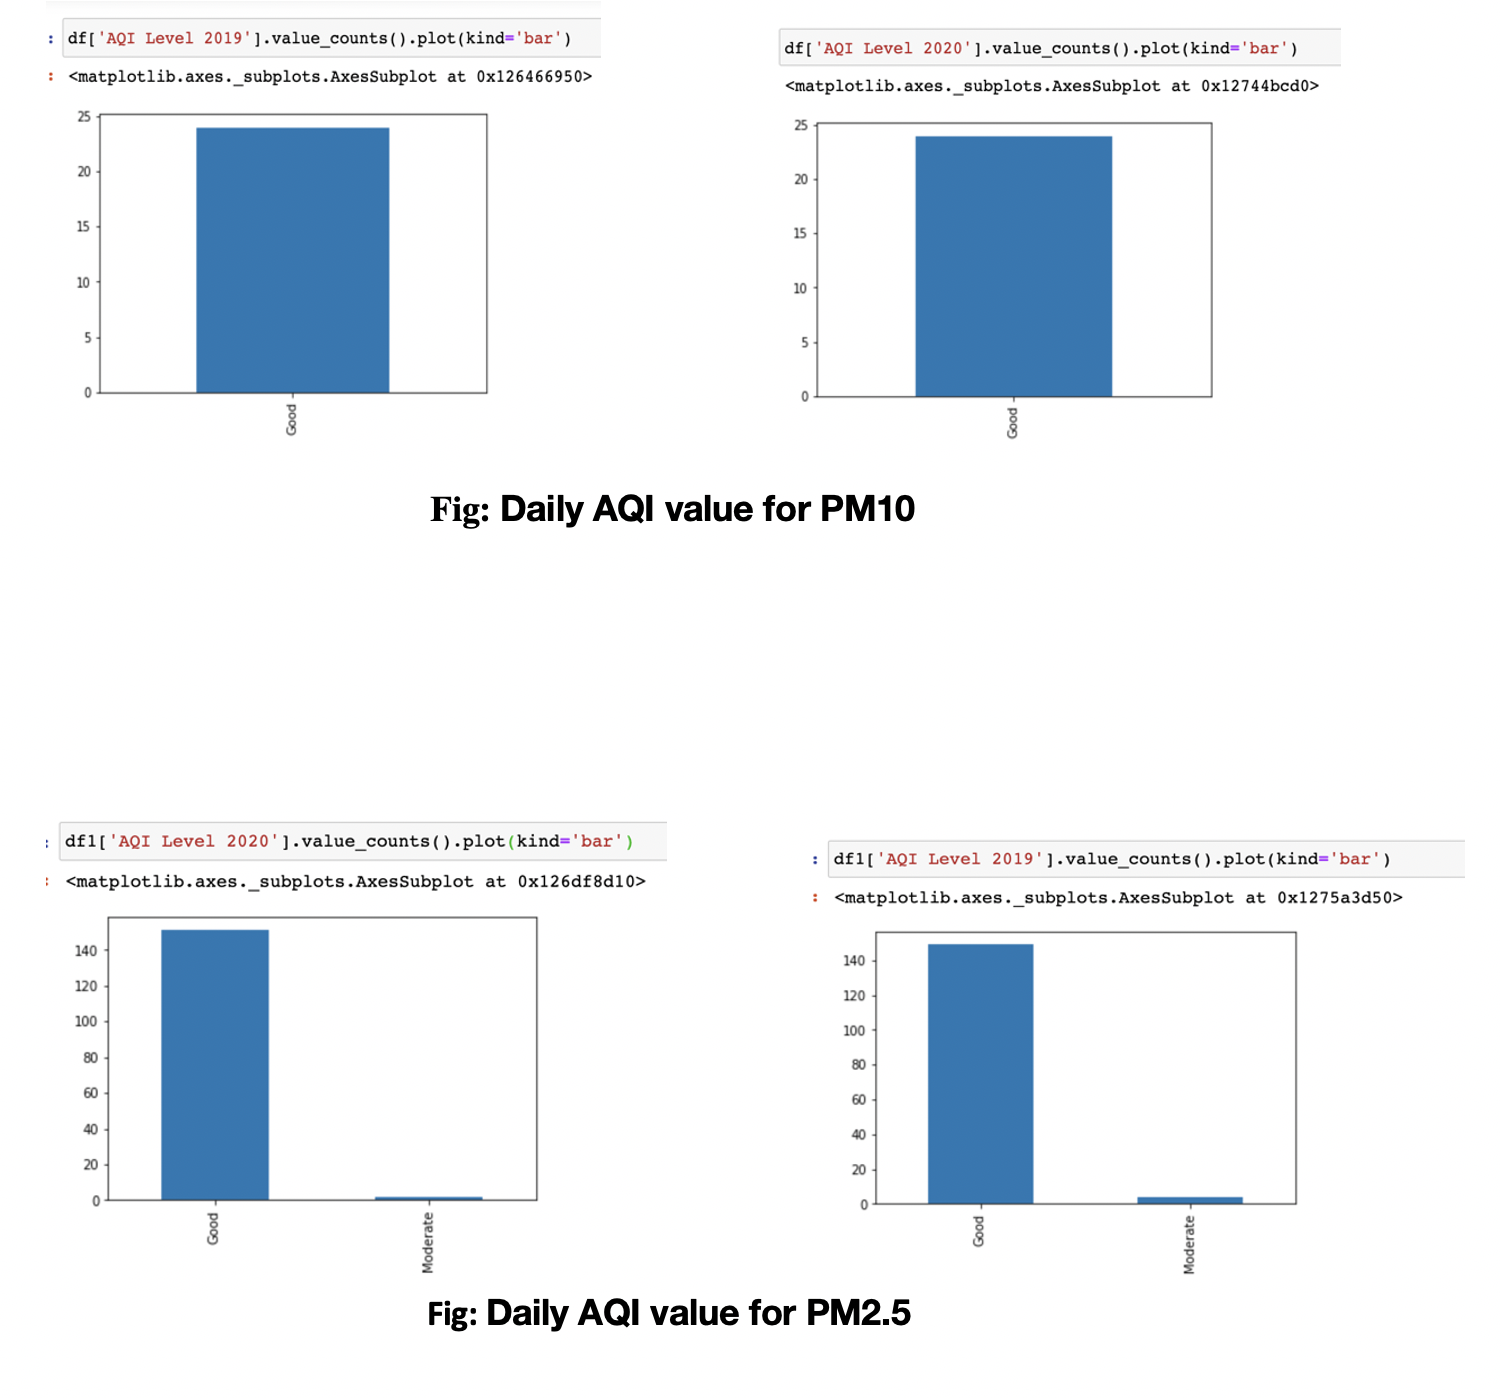 : df['AQI Level 2019'].value_counts().plot(kind='bar')
: <matplotlib.axes._subplots.AxesSubplot at 0x126466950>
25
20
15
10
5
0
Good
df['AQI Level 2020'].value_counts().plot(kind='bar')
<matplotlib.axes._subplots.AxesSubplot at 0x12744bcd0>
25
20
15
10
5
0
Good
Fig: Daily AQI value for PM10
: df1['AQI Level 2020'].value_counts().plot(kind='bar')
: <matplotlib.axes._subplots.AxesSubplot at 0x126df8d10>
140
120
100
80
60
40
20
0
Good
Moderate
: df1['AQI Level 2019'].value_counts().plot(kind='bar')
: <matplotlib.axes._subplots.AxesSubplot at 0x1275a3d50>
140
120
100
80
60
40
20
0
Good
Moderate
Fig: Daily AQI value for PM2.5